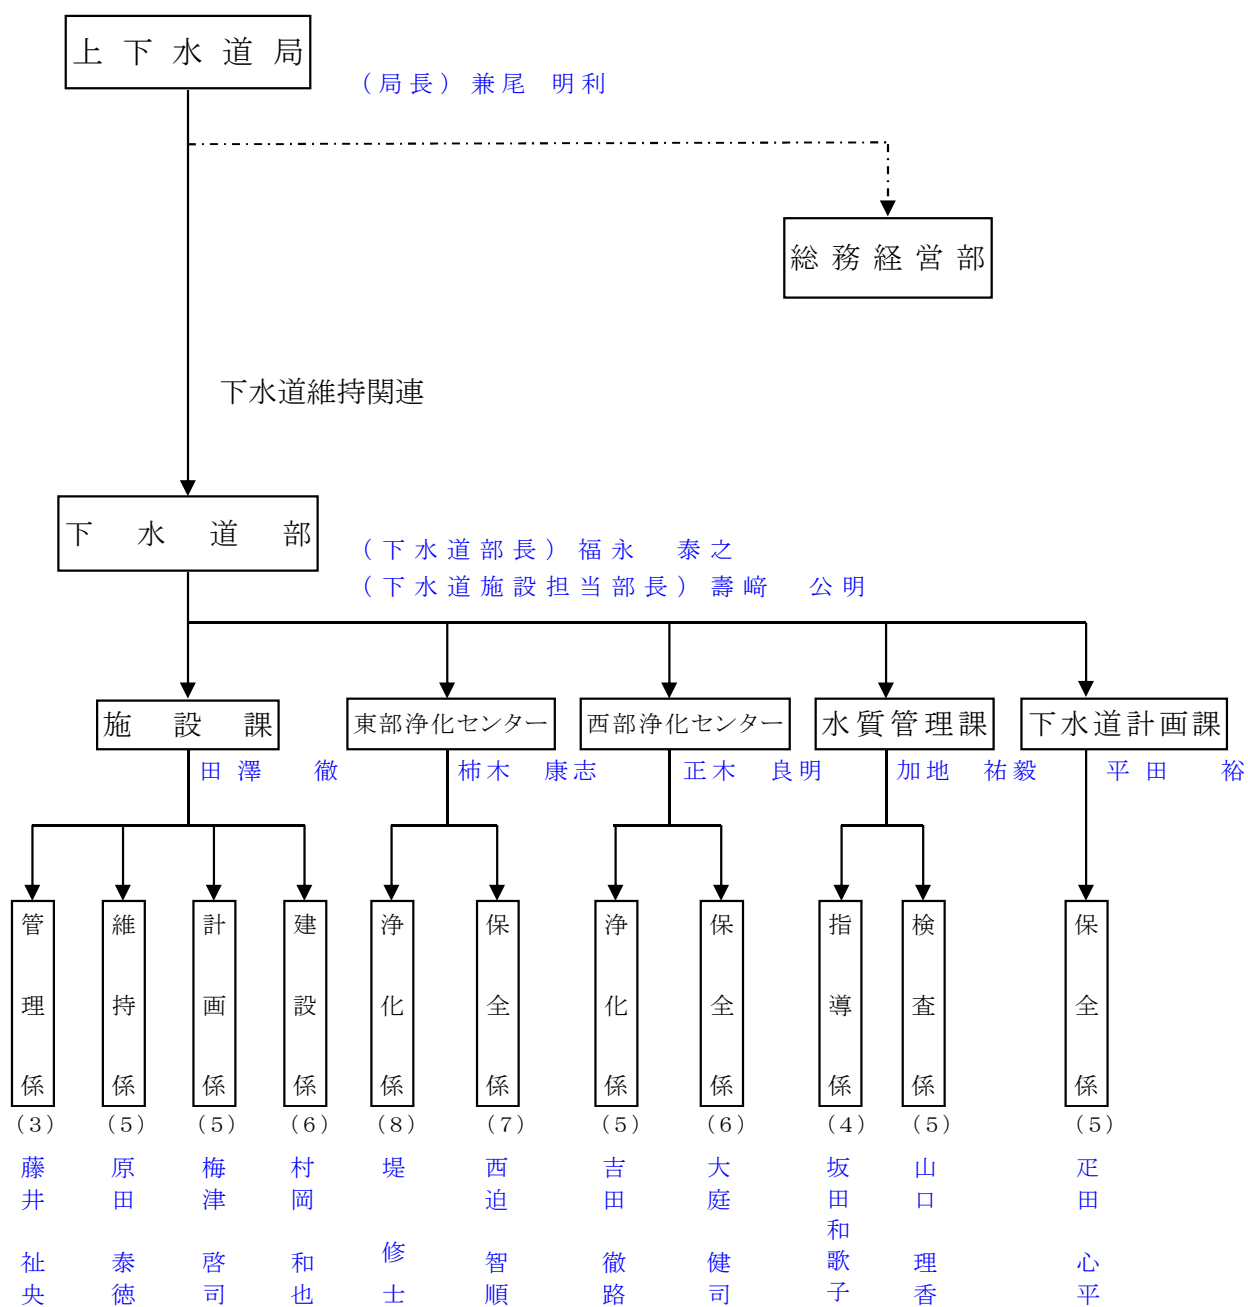 上下水道局
(局長) 兼尾 明利
総務経営部
下水道維持関連
下水道部
(下水道部長) 福永 泰之
(下水道施設担当部長) 壽﨑 公明
施設課
東部浄化センター
西部浄化センター
水質管理課
下水道計画課
田澤 徹
柿木 康志
正木 良明
加地 祐毅
平田 裕
管理係
維持係
計画係
建設係
浄化係
保全係
浄化係
保全係
指導係
検査係
保全係
(3)
(5)
(5)
(6)
(8)
(7)
(5)
(6)
(4)
(5)
(5)
藤井 祉央
原田 泰徳
梅津 啓司
村岡 和也
堤 修士
西迫 智順
吉田 徹路
大庭 健司
坂田和歌子
山口 理香
疋田 心平